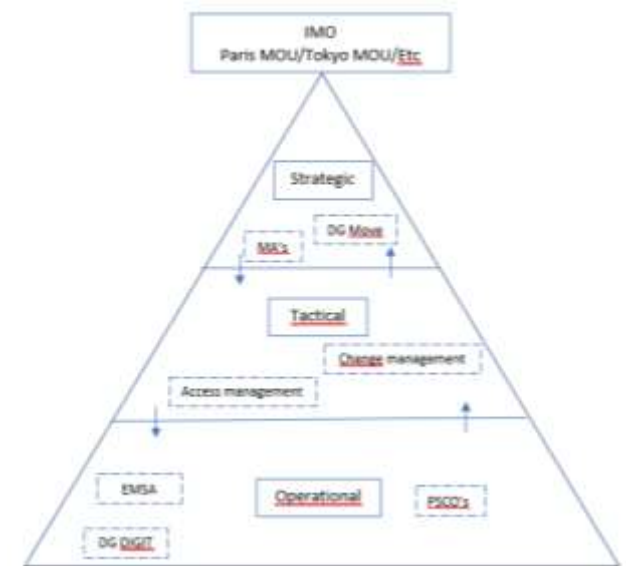 IMO
Paris MOU/Tokyo MOU/Etc
Strategic
DG Move
MA's
Tactical
Change management
Access management
EMSA
Operational
PSCO's
DG DIGIT